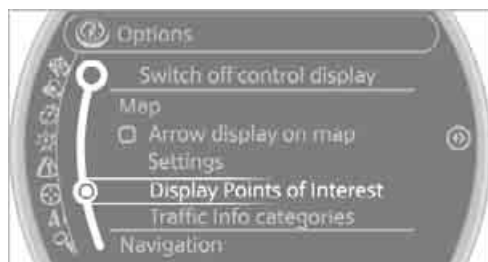 Options
Switch off control display
Map
Arrow display on map
Settings
Display Points of Interest
Traffic Info categories
Navigation